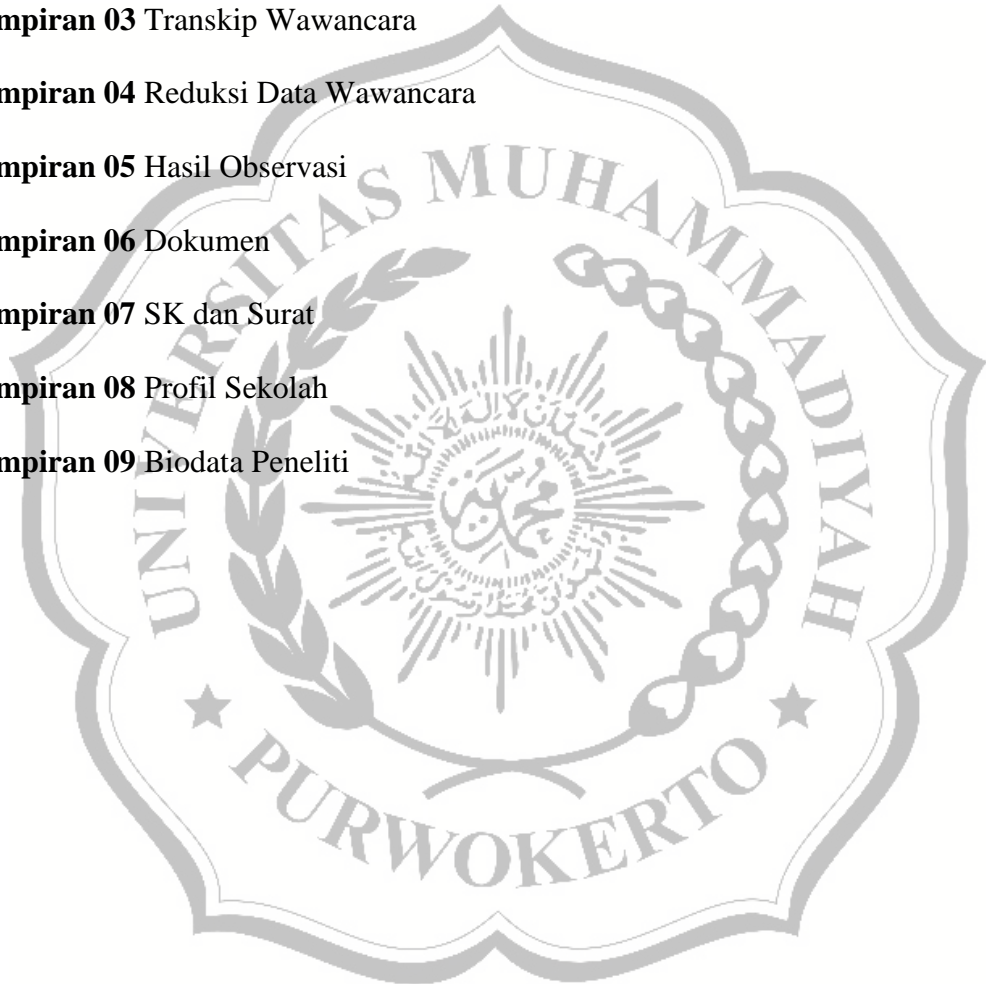 mpiran 03 Transkip Wawancara
mpiran 04 Reduksi Data Wawancara
mpiran 05 Hasil Observasi
mpiran 06 Dokumen
mpiran 07 SK dan Surat
mpiran 08 Profil Sekolah
mpiran 09 Biodata Peneliti
UNIVERSITAS MUHAMMADIYAH
PURWOKERTO